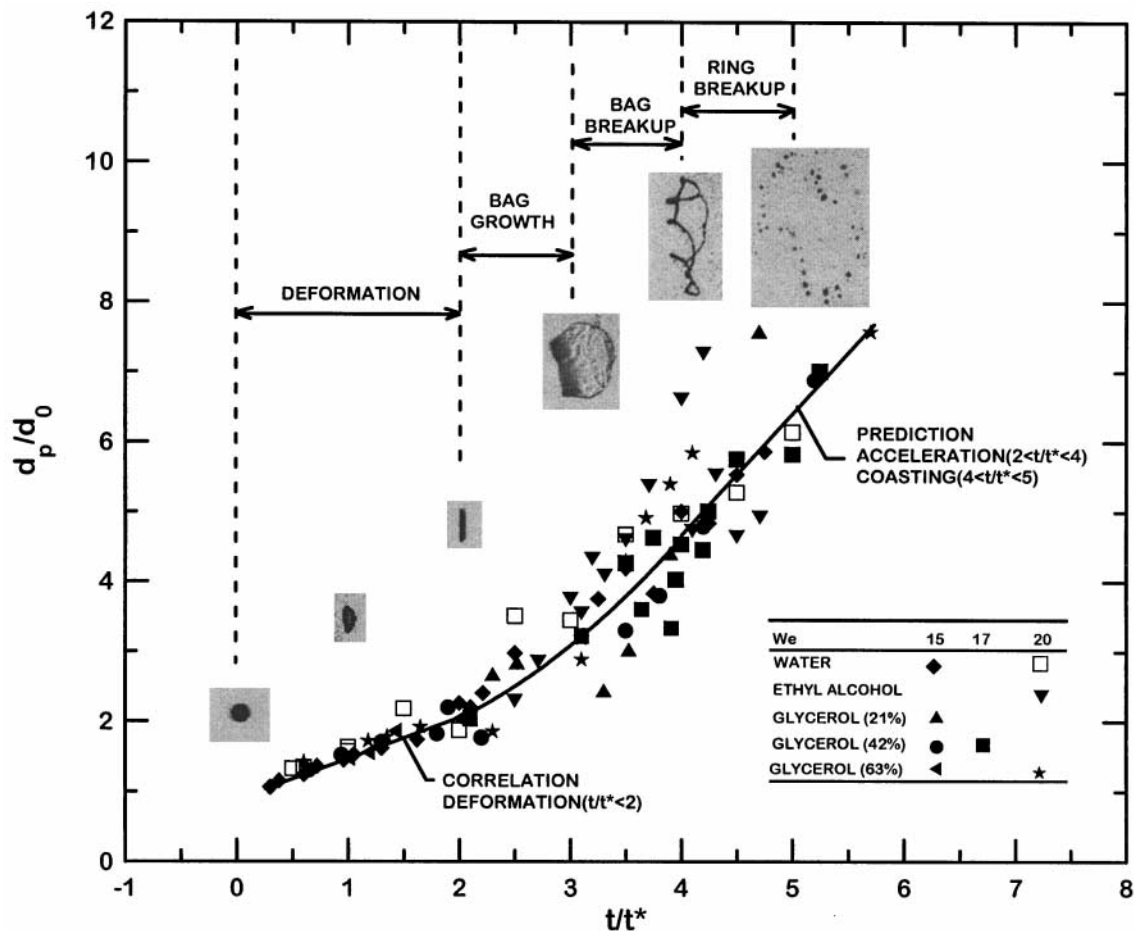 12
10
8
6
4
2
0
-1 0 1 2 3 4 5 6 7 8
d_p/d_0
t/t*
RING
BREAKUP
BAG
BREAKUP
BAG
GROWTH
DEFORMATION
PREDICTION
ACCELERATION(2<t/t*<4)
COASTING(4<t/t*<5)
CORRELATION
DEFORMATION(t/t*<2)
We 15 17 20
WATER
ETHYL ALCOHOL
GLYCEROL (21%)
GLYCEROL (42%)
GLYCEROL (63%)